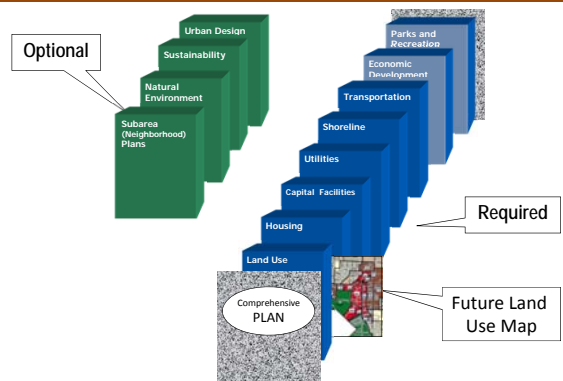 Optional
Urban Design
Sustainability
Natural
Environment
Subarea
(Neighborhood)
Plans
Parks and
Recreation
Economic
Development
Transportation
Shoreline
Utilities
Capital Facilities
Housing
Land Use
Comprehensive
PLAN
Required
Future Land
Use Map